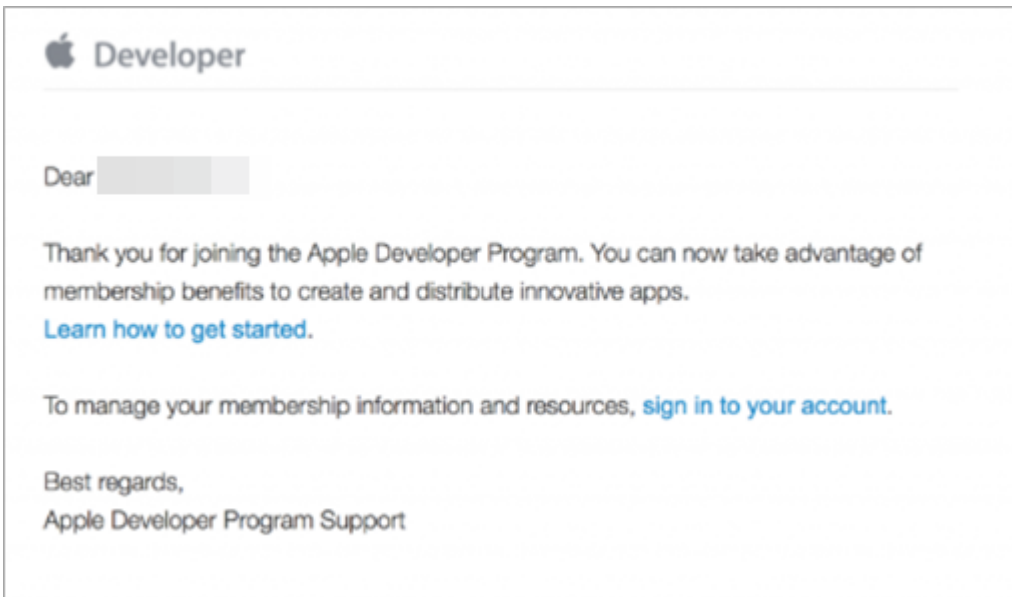 Developer
Dear
Thank you for joining the Apple Developer Program. You can now take advantage of
membership benefits to create and distribute innovative apps.
Learn how to get started.
To manage your membership information and resources, sign in to your account.
Best regards,
Apple Developer Program Support